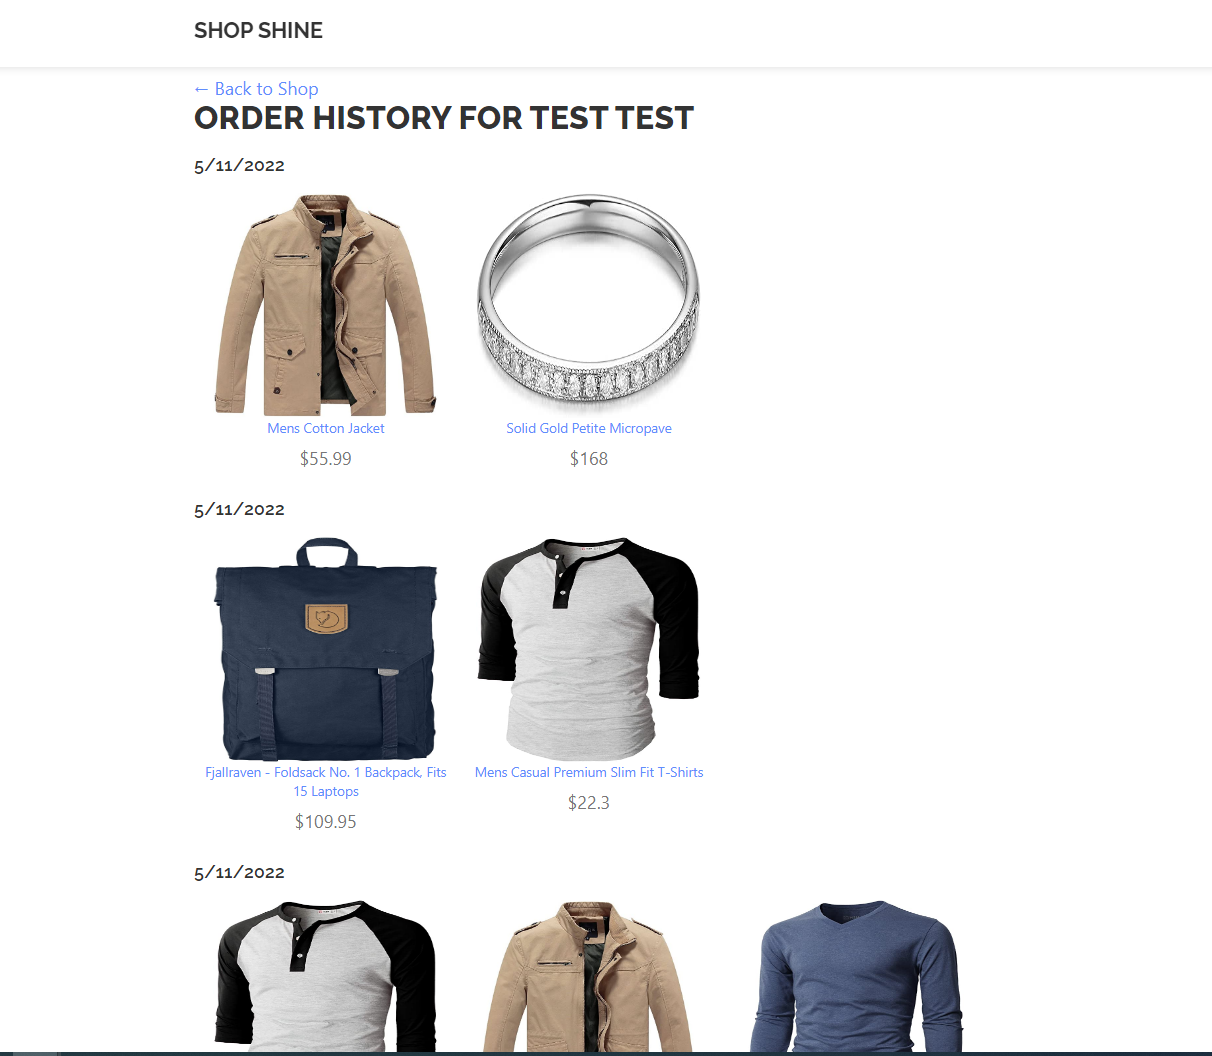 SHOP SHINE
← Back to Shop
ORDER HISTORY FOR TEST TEST
5/11/2022
Mens Cotton Jacket
$55.99
Solid Gold Petite Micropave
$168
5/11/2022
Fjallraven - Foldsack No. 1 Backpack, Fits
15 Laptops
$109.95
Mens Casual Premium Slim Fit T-Shirts
$22.3
5/11/2022